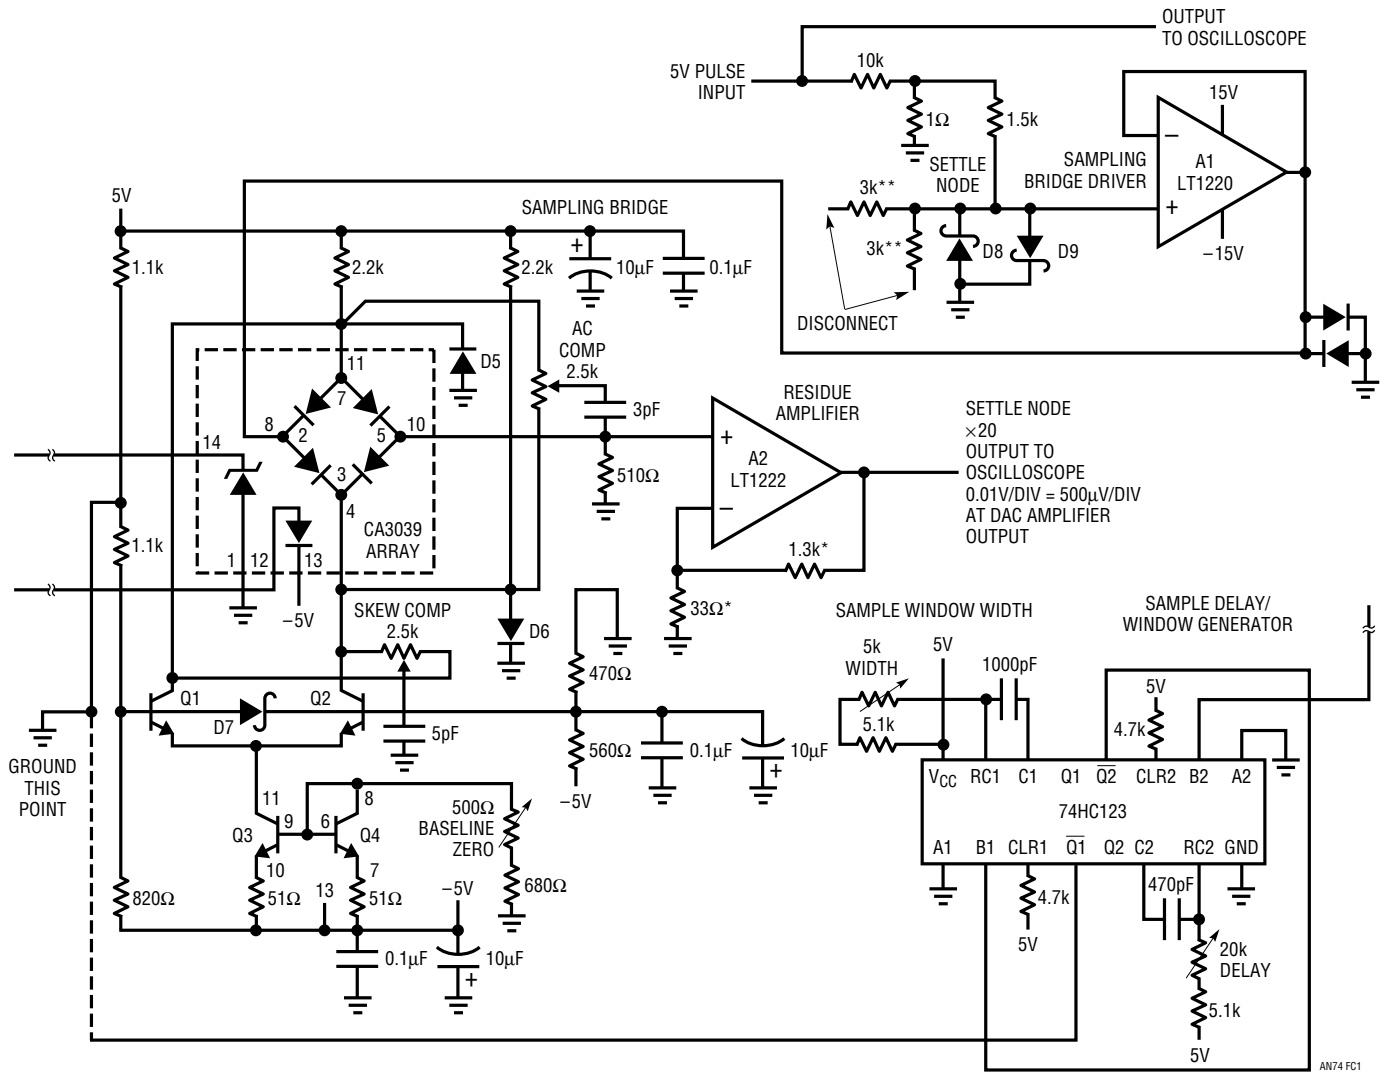 OUTPUT
TO OSCILLOSCOPE
5V PULSE
INPUT
10k
1Ω
1.5k
15V
−
A1
LT1220
+
−15V
SAMPLING
BRIDGE DRIVER
SETTLE
NODE
3k**
3k**
D8
D9
DISCONNECT
5V
SAMPLING BRIDGE
1.1k
2.2k
2.2k
+
10µF
0.1µF
AC
COMP
2.5k
11
D5
7
8
2
5
10
3
4
14
3pF
510Ω
RESIDUE
AMPLIFIER
+
A2
LT1222
−
SETTLE NODE
×20
OUTPUT TO
OSCILLOSCOPE
0.01V/DIV = 500µV/DIV
AT DAC AMPLIFIER
OUTPUT
1.3k*
33Ω*
CA3039
ARRAY
1.1k
1
12
13
−5V
SKEW COMP
2.5k
D6
470Ω
Q1
D7
Q2
5pF
560Ω
−5V
0.1µF
10µF
+
GROUND
THIS
POINT
11
8
Q3
9
6
Q4
10
7
500Ω
BASELINE
ZERO
680Ω
820Ω
51Ω
13
51Ω
−5V
0.1µF
10µF
+
SAMPLE WINDOW WIDTH
SAMPLE DELAY/
WINDOW GENERATOR
5k
WIDTH
5V
1000pF
5.1k
5V
4.7k
VCC
RC1
C1
Q1
Q2
CLR2
B2
A2
74HC123
A1
B1
CLR1
Q1
Q2
C2
RC2
GND
4.7k
5V
470pF
20k
DELAY
5.1k
5V
AN74 FC1